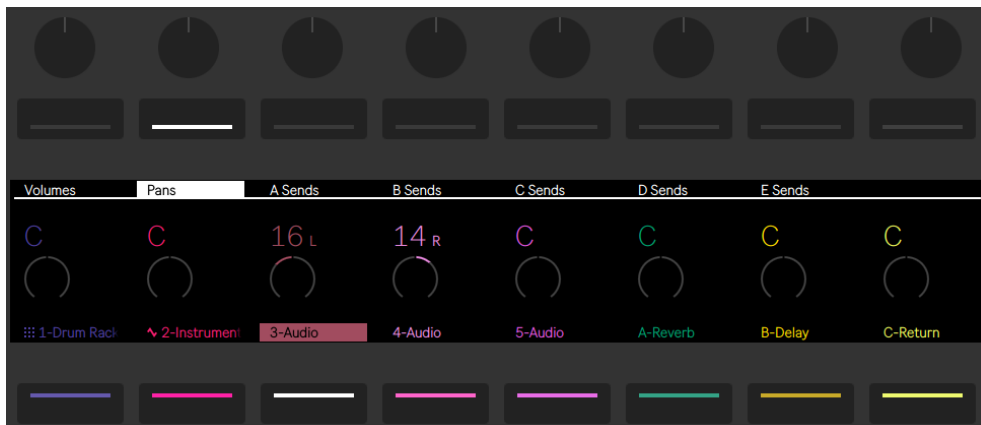 Volumes Pans A Sends B Sends C Sends D Sends E Sends
C C 16 L 14 R C C C C
1-Drum Rack 2-Instrument 3-Audio 4-Audio 5-Audio A-Reverb B-Delay C-Return